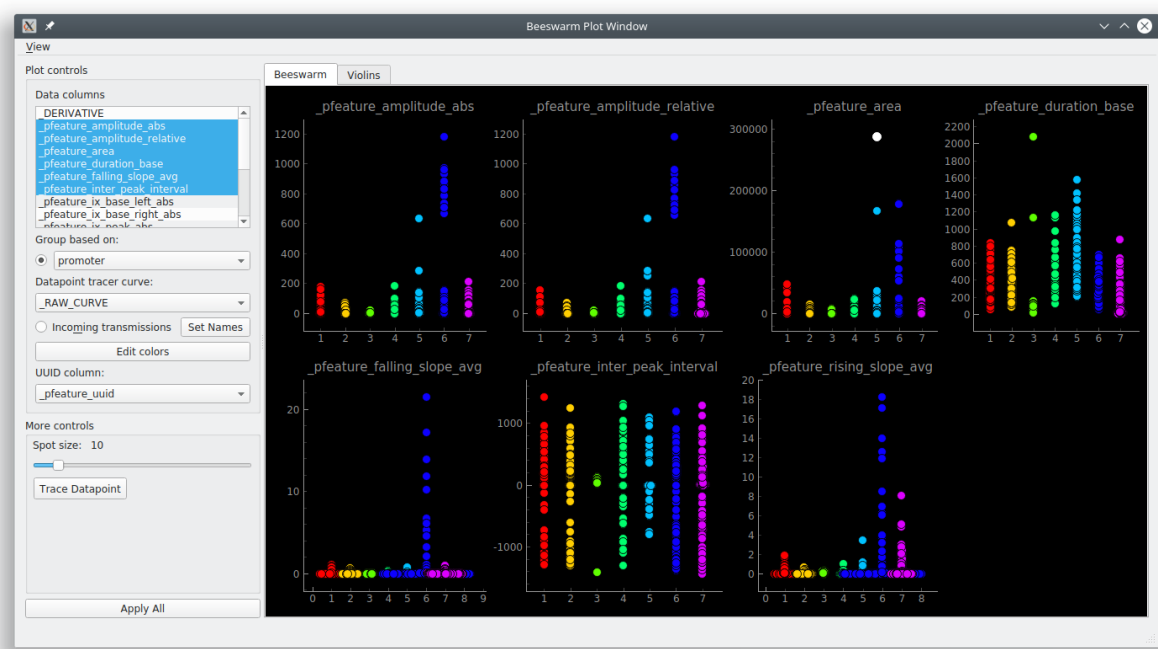 Beeswarm Plot Window
View
Plot controls
Data columns
_DERIVATIVE
_pfeature_amplitude_abs
_pfeature_amplitude_relative
_pfeature_area
_pfeature_duration_base
_pfeature_falling_slope_avg
_pfeature_inter_peak_interval
_pfeature_ix_base_left_abs
_pfeature_ix_base_right_abs
_pfeature_ix_peak_abs
Group based on:
promoter
Datapoint tracer curve:
_RAW_CURVE
Incoming transmissions Set Names
Edit colors
UUID column:
_pfeature_uuid
More controls
Spot size: 10
Trace Datapoint
Apply All
Beeswarm Violins
_pfeature_amplitude_abs
1200
1000
800
600
400
200
0
1 2 3 4 5 6 7
_pfeature_amplitude_relative
1200
1000
800
600
400
200
0
1 2 3 4 5 6 7
_pfeature_area
300000
200000
100000
0
1 2 3 4 5 6 7
_pfeature_duration_base
2200
2000
1800
1600
1400
1200
1000
800
600
400
200
0
1 2 3 4 5 6 7
_pfeature_falling_slope_avg
20
10
0
0 1 2 3 4 5 6 7 8 9
_pfeature_inter_peak_interval
1000
0
-1000
1 2 3 4 5 6 7
_pfeature_rising_slope_avg
20
18
16
14
12
10
8
6
4
2
0
0 1 2 3 4 5 6 7 8